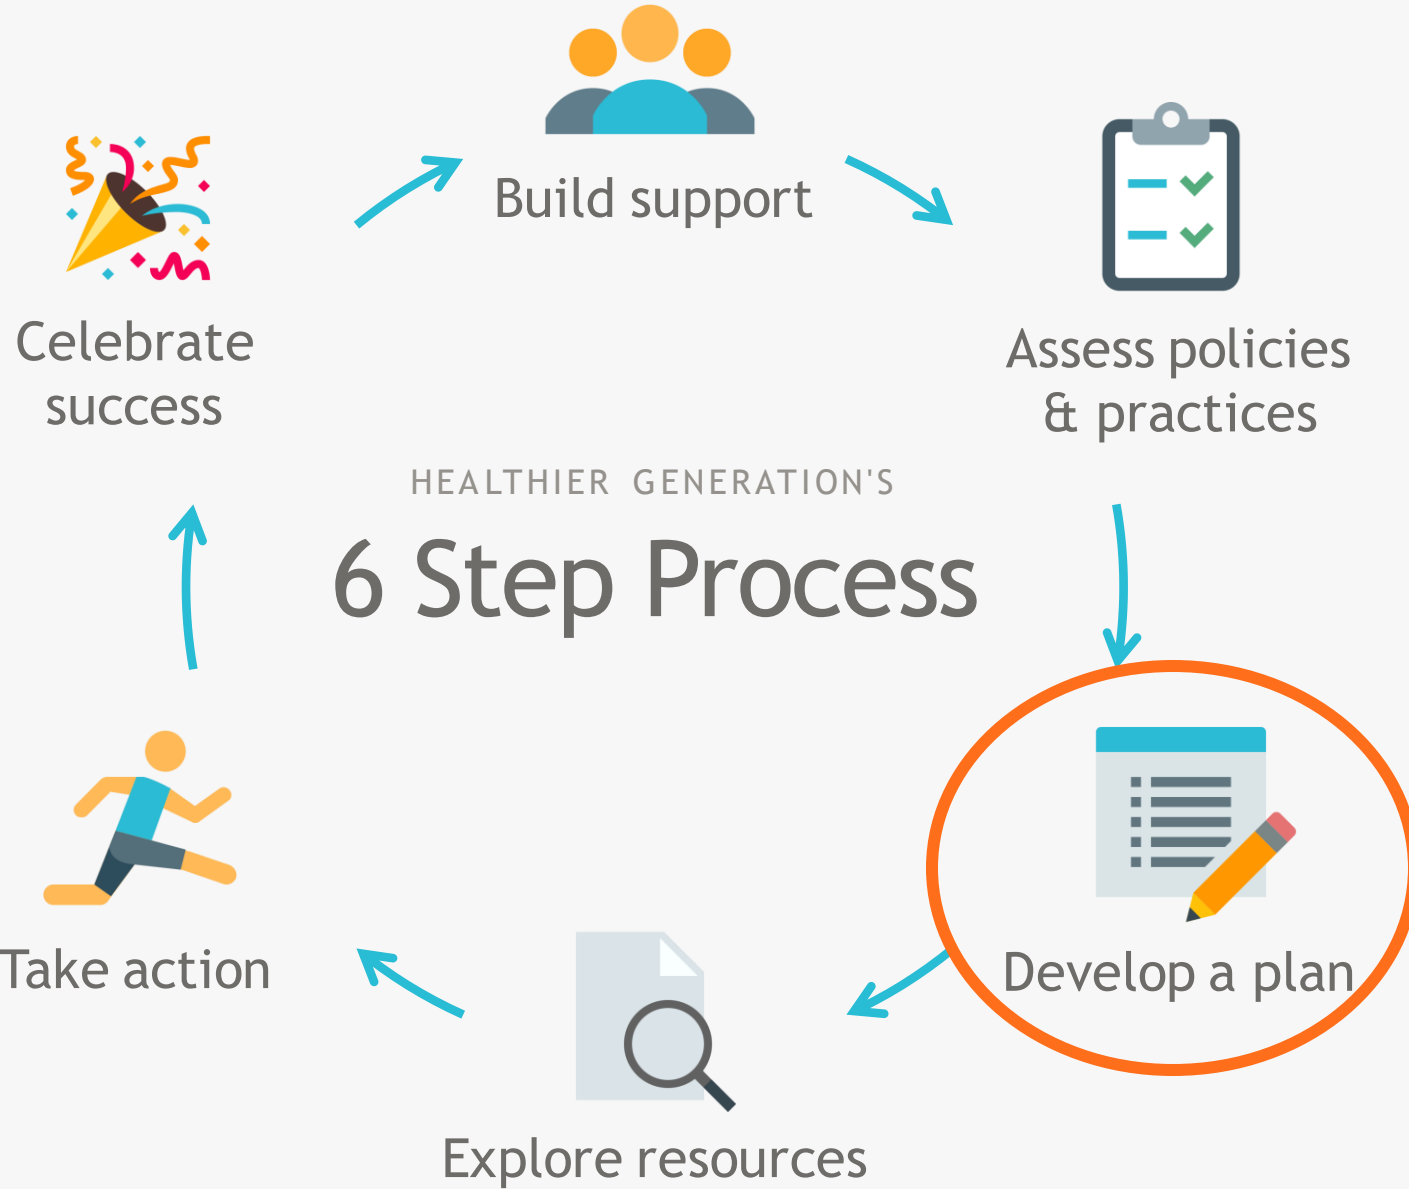 Build support
Assess policies
& practices
Develop a plan
Explore resources
Take action
Celebrate
success
HEALTHIER GENERATION'S
6 Step Process